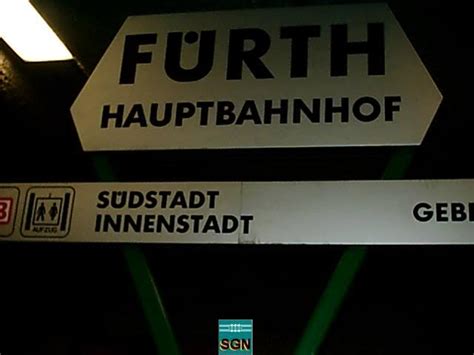 FÜRTH
HAUPTBAHNHOF
AUFZUG
SÜDSTADT
INNENSTADT
GEB
SGN